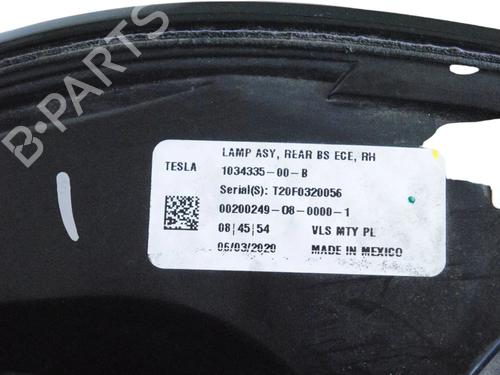 B-PARTS
LAMP ASY, REAR BS ECE, RH
TESLA 1034335-00-B
Serial(S): T20F0320056
00200249-08-0000-1
08|45|54 VLS MTY PL
06/03/2020 MADE IN MEXICO